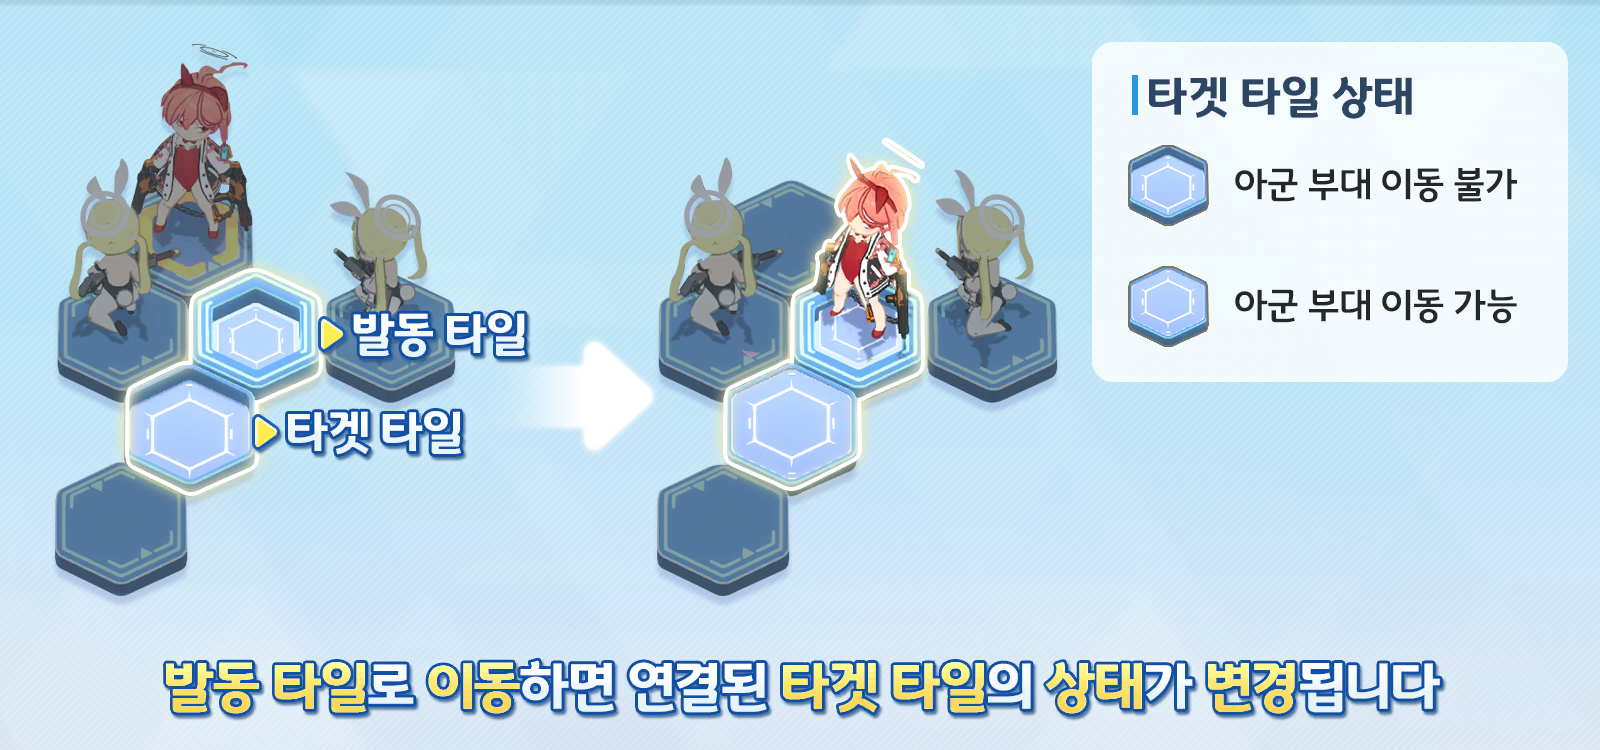 타겟 타일 상태
아군 부대 이동 불가
아군 부대 이동 가능
발동 타일
타겟 타일
발동 타일로 이동하면 연결된 타겟 타일의 상태가 변경됩니다